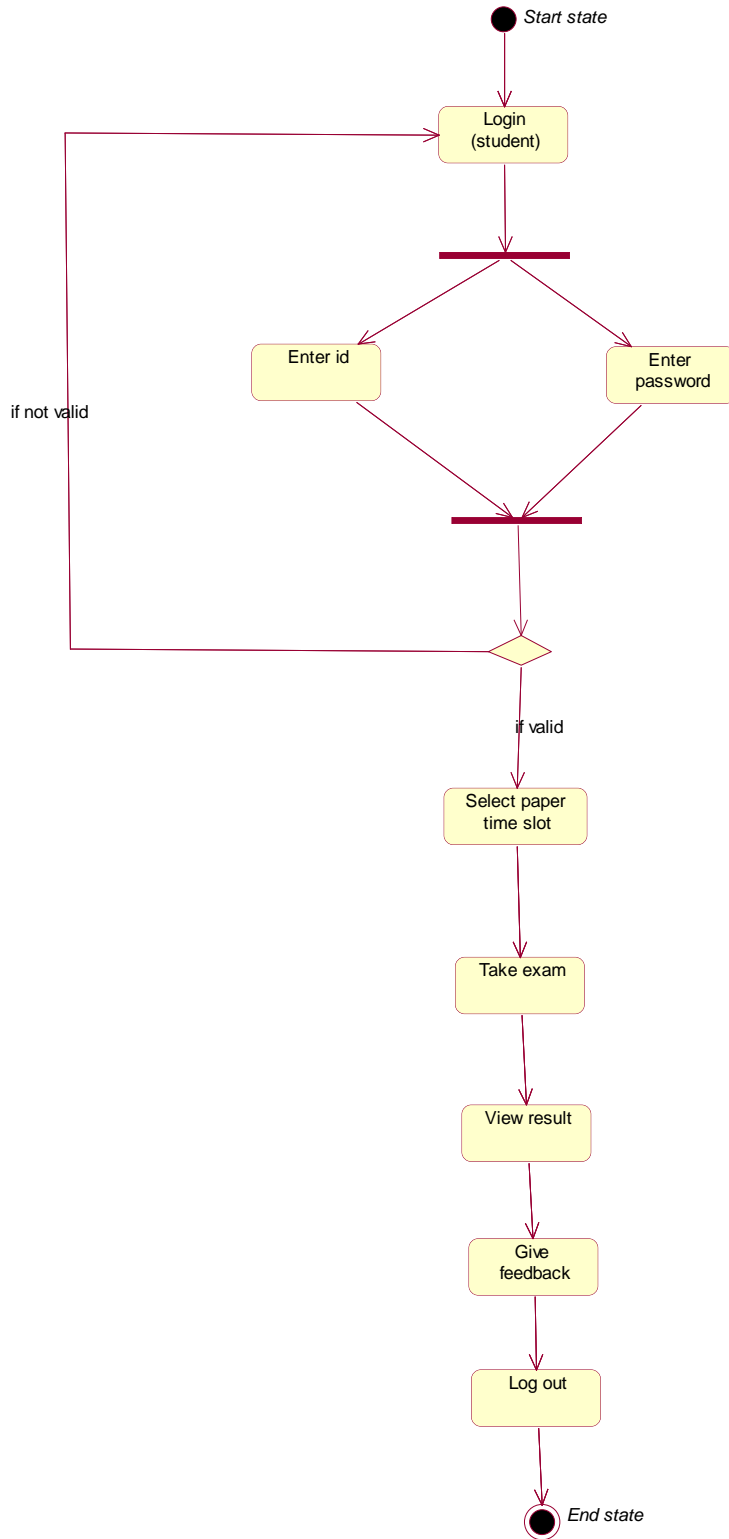 Start state
Login
(student)
Enter id
Enter
password
if not valid
if valid
Select paper
time slot
Take exam
View result
Give
feedback
Log out
End state